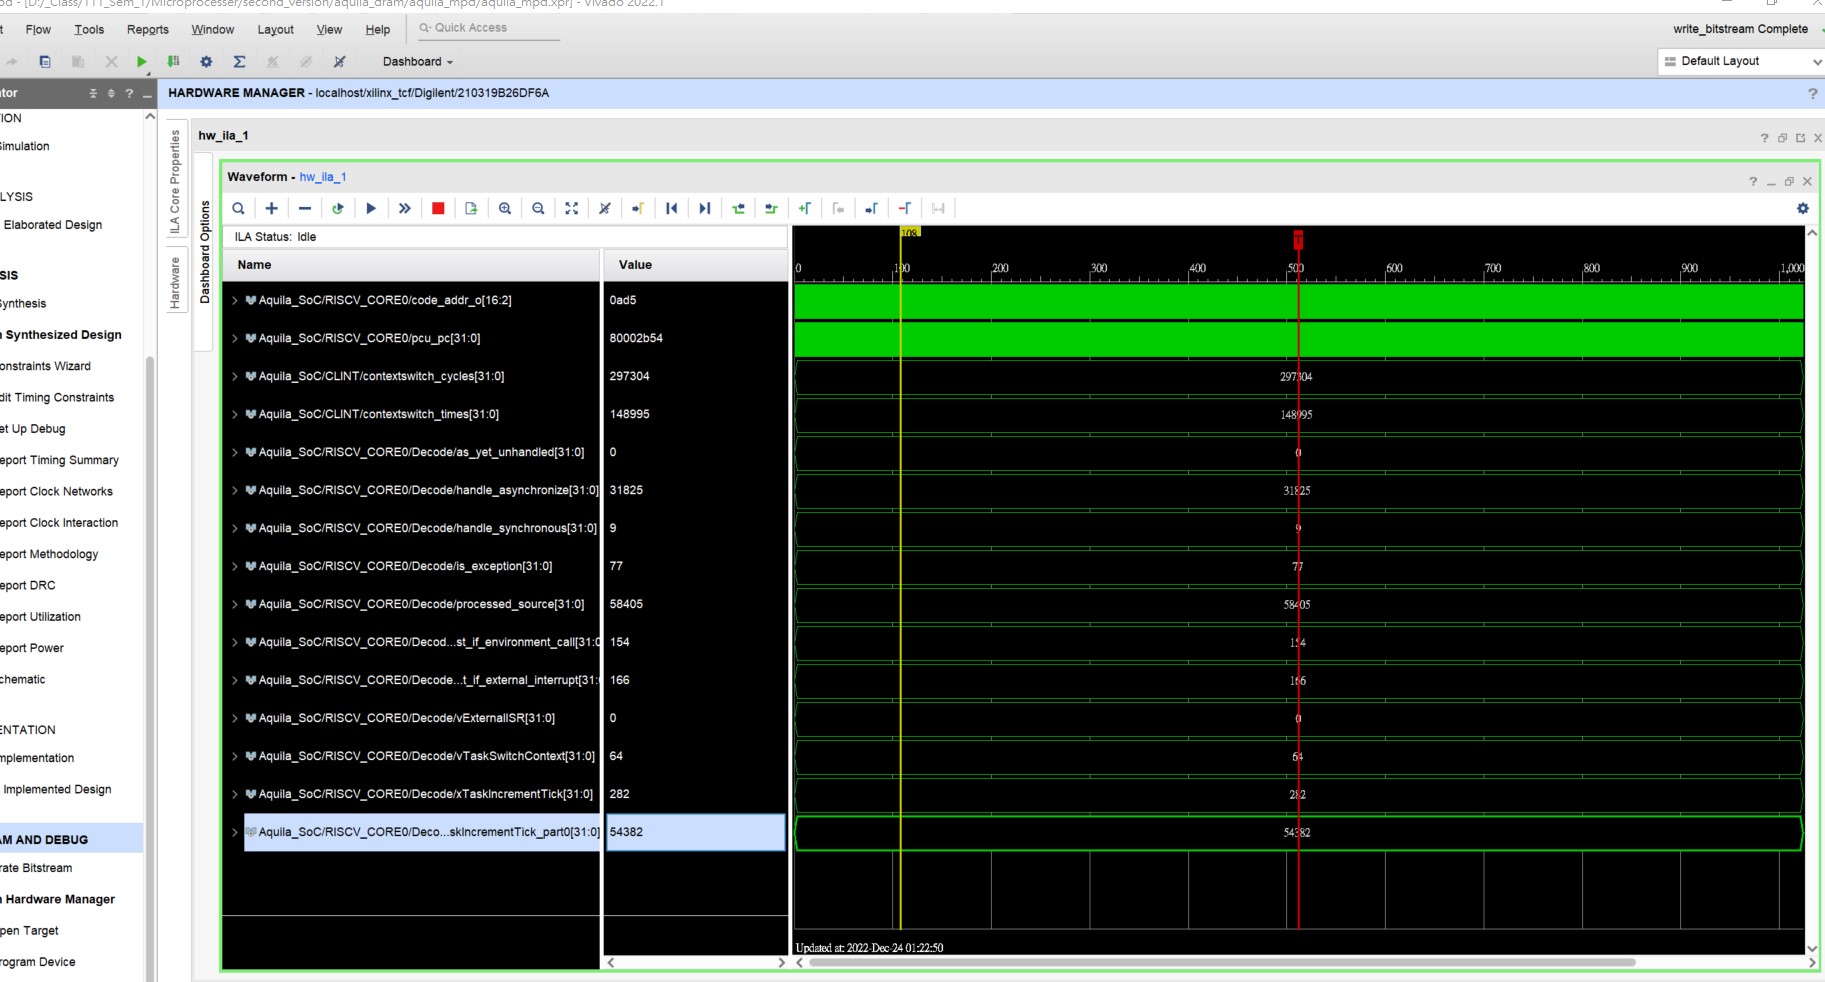 od - [D:/_Class/111_Sem_1/Microprocesser/second_version/aquila_dram/aquila_mpd/aquila_mpd.xpr] - Vivado 2022.1
t Flow Tools Reports Window Layout View Help Q- Quick Access write_bitstream Complete
Dashboard Default Layout
tor ? HARDWARE MANAGER - localhost/xilinx_tcf/Digilent/210319B26DF6A ?
ION
Simulation
LYSIS
Elaborated Design
SIS
Synthesis
n Synthesized Design
onstraints Wizard
dit Timing Constraints
et Up Debug
eport Timing Summary
eport Clock Networks
eport Clock Interaction
eport Methodology
eport DRC
eport Utilization
eport Power
chematic
ENTATION
mplementation
Implemented Design
AM AND DEBUG
rate Bitstream
n Hardware Manager
pen Target
rogram Device
ILA Core Properties
Hardware
Dashboard Options
hw_ila_1
Waveform - hw_ila_1
ILA Status: Idle
Name Value
Aquila_SoC/RISCV_CORE0/code_addr_o[16:2] 0ad5
Aquila_SoC/RISCV_CORE0/pcu_pc[31:0] 80002b54
Aquila_SoC/CLINT/contextswitch_cycles[31:0] 297304
Aquila_SoC/CLINT/contextswitch_times[31:0] 148995
Aquila_SoC/RISCV_CORE0/Decode/as_yet_unhandled[31:0] 0
Aquila_SoC/RISCV_CORE0/Decode/handle_asynchronize[31:0] 31825
Aquila_SoC/RISCV_CORE0/Decode/handle_synchronous[31:0] 9
Aquila_SoC/RISCV_CORE0/Decode/is_exception[31:0] 77
Aquila_SoC/RISCV_CORE0/Decode/processed_source[31:0] 58405
Aquila_SoC/RISCV_CORE0/Decod...st_if_environment_call[31:0 154
Aquila_SoC/RISCV_CORE0/Decode...t_if_external_interrupt[31: 166
Aquila_SoC/RISCV_CORE0/Decode/vExternalISR[31:0] 0
Aquila_SoC/RISCV_CORE0/Decode/vTaskSwitchContext[31:0] 64
Aquila_SoC/RISCV_CORE0/Decode/xTaskIncrementTick[31:0] 282
Aquila_SoC/RISCV_CORE0/Deco...skIncrementTick_part0[31:0] 54382
108
T
0 100 200 300 400 500 600 700 800 900 1,000
297304
148995
0
31825
9
77
58405
154
166
0
64
282
54382
Updated at: 2022-Dec-24 01:22:50